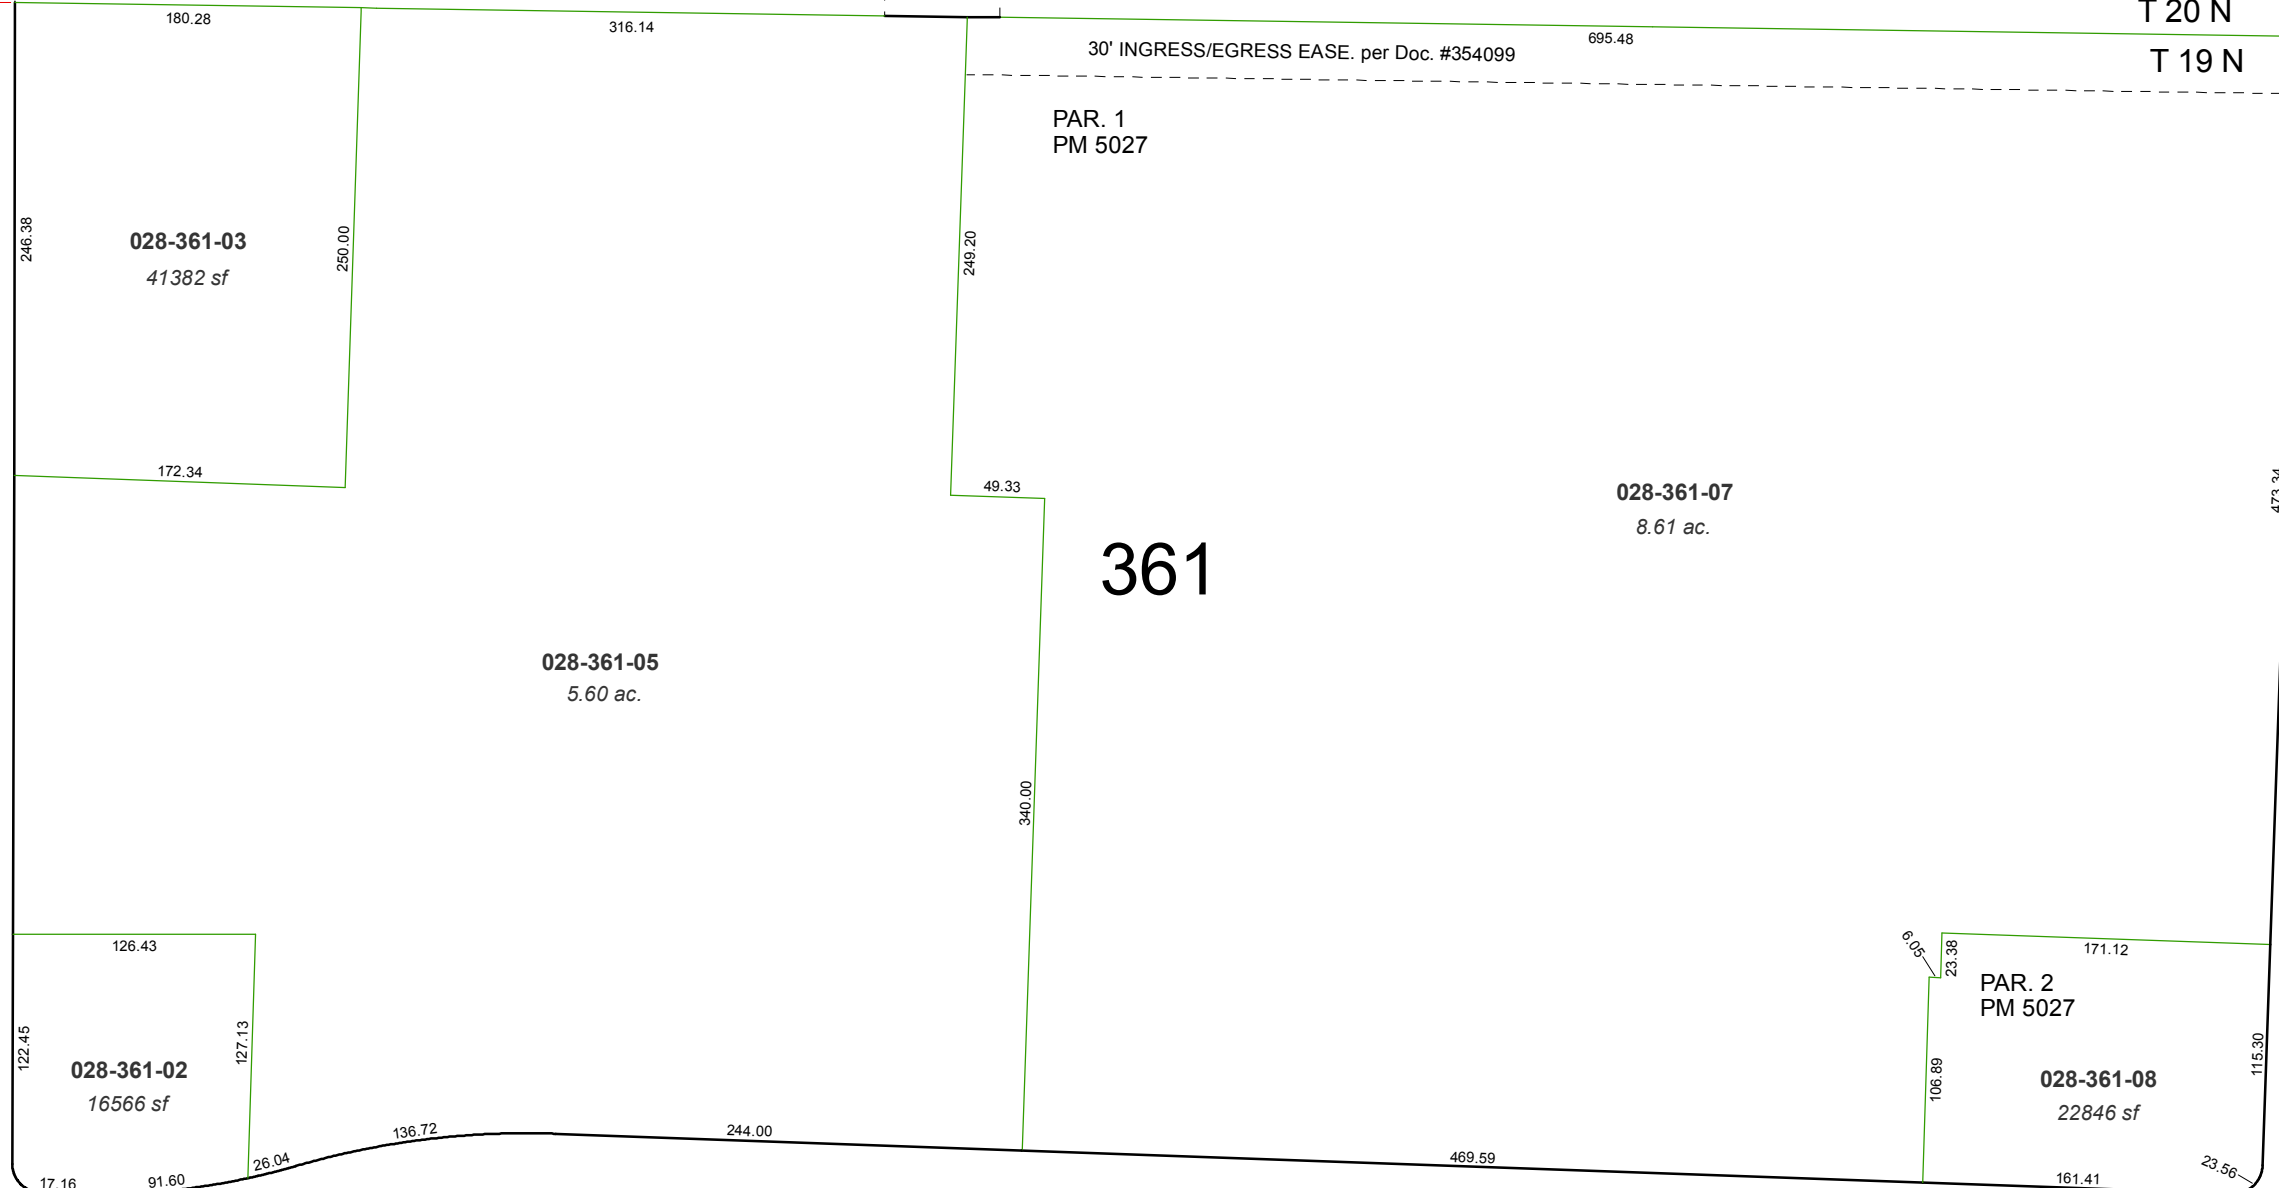 T 20 N
180.28
316.14
695.48
30' INGRESS/EGRESS EASE. per Doc. #354099
T 19 N
PAR. 1
PM 5027
246.38
028-361-03
41382 sf
250.00
249.20
172.34
49.33
028-361-07
8.61 ac.
473.34
361
028-361-05
5.60 ac.
340.00
126.43
6.05
23.38
171.12
PAR. 2
PM 5027
122.45
127.13
028-361-02
16566 sf
106.89
115.30
028-361-08
22846 sf
136.72
244.00
26.04
469.59
23.56
17.16
91.60
161.41